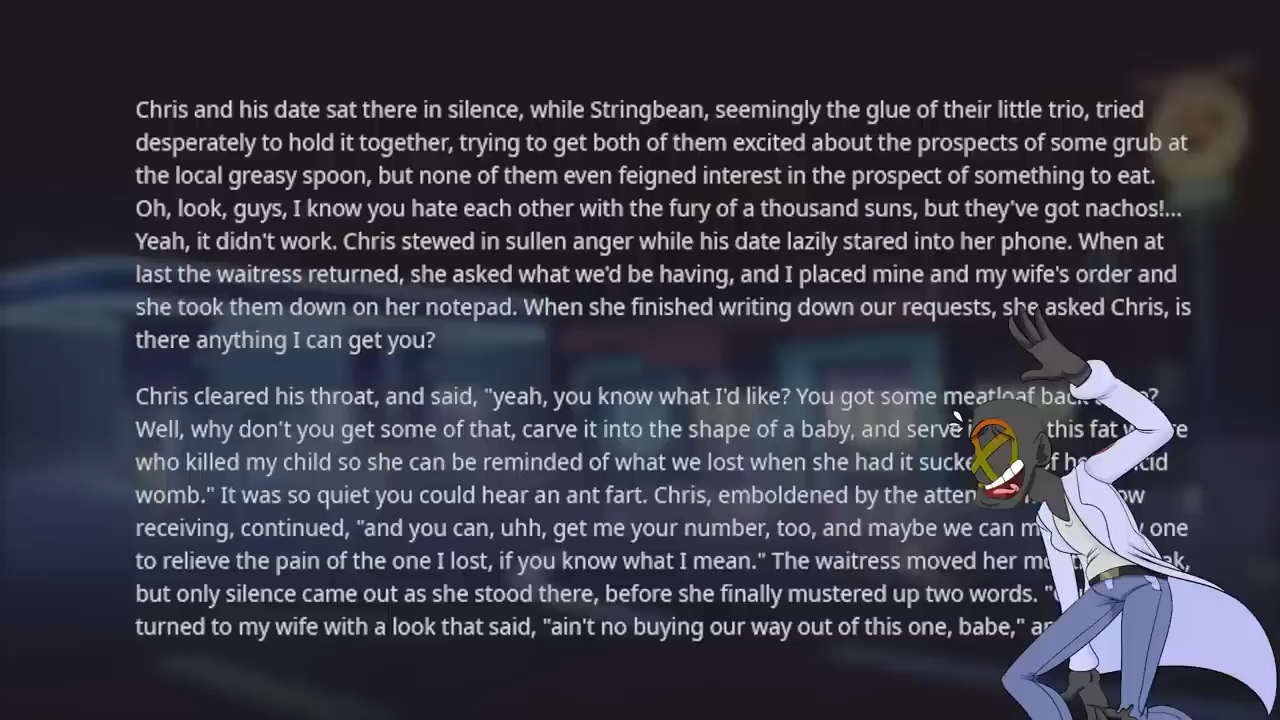 Chris and his date sat there in silence, while Stringbean, seemingly the glue of their little trio, tried
desperately to hold it together, trying to get both of them excited about the prospects of some grub at
the local greasy spoon, but none of them even feigned interest in the prospect of something to eat.
Oh, look, guys, I know you hate each other with the fury of a thousand suns, but they've got nachos!...
Yeah, it didn't work. Chris stewed in sullen anger while his date lazily stared into her phone. When at
last the waitress returned, she asked what we'd be having, and I placed mine and my wife's order and
she took them down on her notepad. When she finished writing down our requests, she asked Chris, is
there anything I can get you?
Chris cleared his throat, and said, "yeah, you know what I'd like? You got some meatloaf back
Well, why don't you get some of that, carve it into the shape of a baby, and serve this fat
who killed my child so she can be reminded of what we lost when she had it
womb." It was so quiet you could hear an ant fart. Chris, emboldened by the
receiving, continued, "and you can, uhh, get me your number, too, and maybe we can one
to relieve the pain of the one I lost, if you know what I mean." The waitress moved her
but only silence came out as she stood there, before she finally mustered up two words.
turned to my wife with a look that said, "ain't no buying our way out of this one, babe,"